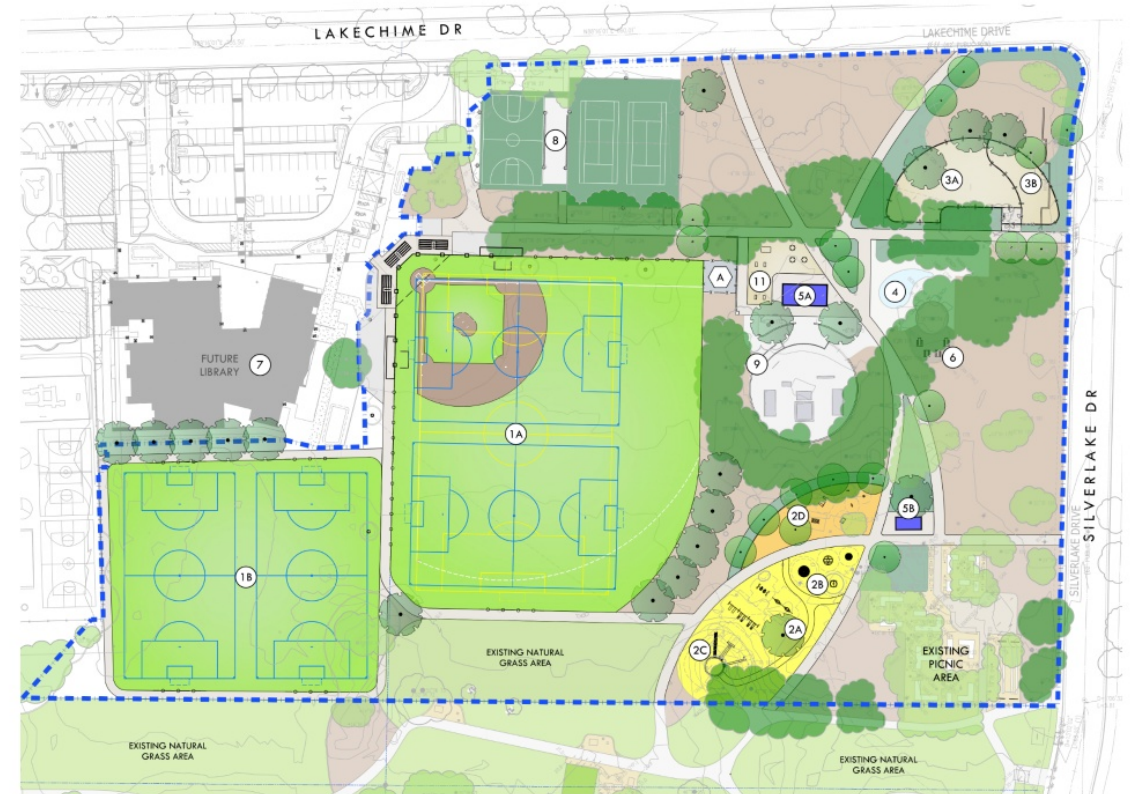 LAKECHIME DR
LAKECHIME DRIVE
8
3A
3B
A
11
5A
4
FUTURE
LIBRARY
7
9
6
1A
SILVERLAKE DR
SILVERLAKE DRIVE
2D
5B
1B
2B
2A
2C
EXISTING NATURAL
GRASS AREA
EXISTING
PICNIC
AREA
EXISTING NATURAL
GRASS AREA
EXISTING NATURAL
GRASS AREA